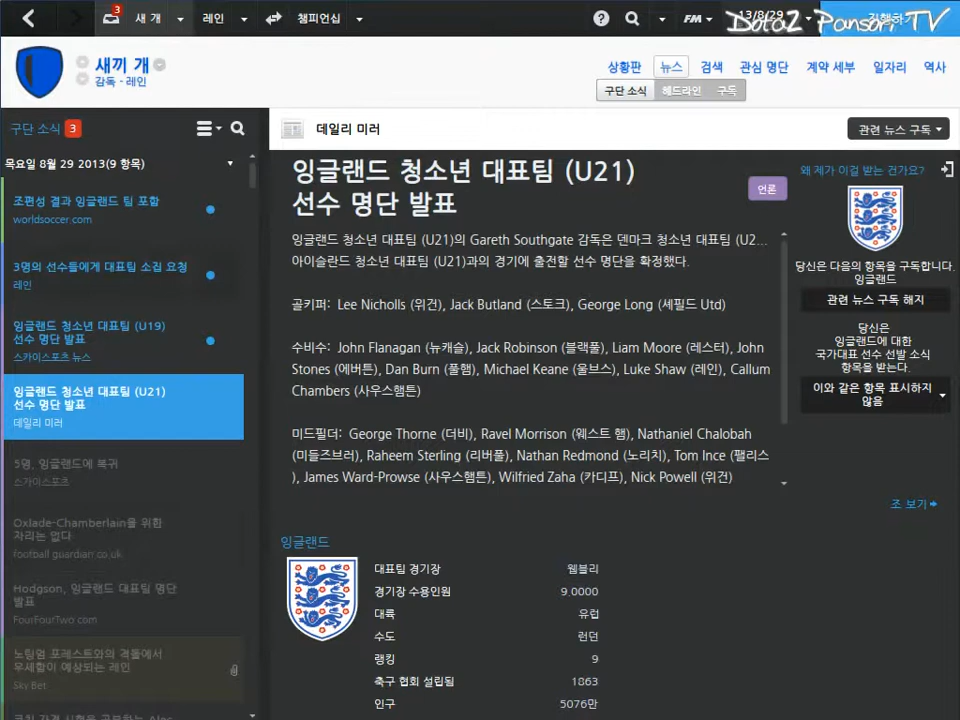 3
새 개
레인
챔피언십
FM
13/8/29
Dota2 Pansori TV
새끼 개
감독 - 레인
상황판
뉴스
검색
관심 명단
계약 세부
일자리
역사
구단 소식
헤드라인
구독
구단 소식 3
목요일 8월 29 2013(9 항목)
조편성 결과 잉글랜드 팀 포함
worldsoccer.com
3명의 선수들에게 대표팀 소집 요청
레인
잉글랜드 청소년 대표팀 (U19)
선수 명단 발표
스카이스포츠 뉴스
잉글랜드 청소년 대표팀 (U21)
선수 명단 발표
데일리 미러
5명, 잉글랜드에 복귀
스카이스포츠
Oxlade-Chamberlain을 위한
자리는 없다
football.guardian.co.uk
Hodgson, 잉글랜드 대표팀 명단
발표
FourFourTwo.com
노팅엄 포레스트와의 격돌에서
우세함이 예상되는 레인
Sky Bet
데일리 미러
관련 뉴스 구독
잉글랜드 청소년 대표팀 (U21)
선수 명단 발표
언론
잉글랜드 청소년 대표팀 (U21)의 Gareth Southgate 감독은 덴마크 청소년 대표팀 (U2...
아이슬란드 청소년 대표팀 (U21)과의 경기에 출전할 선수 명단을 확정했다.
골키퍼: Lee Nicholls (위건), Jack Butland (스토크), George Long (셰필드 Utd)
수비수: John Flanagan (뉴캐슬), Jack Robinson (블랙풀), Liam Moore (레스터), John
Stones (에버튼), Dan Burn (풀햄), Michael Keane (울브스), Luke Shaw (레인), Callum
Chambers (사우스햄튼)
미드필더: George Thorne (더비), Ravel Morrison (웨스트 햄), Nathaniel Chalobah
(미들즈브러), Raheem Sterling (리버풀), Nathan Redmond (노리치), Tom Ince (팰리스
), James Ward-Prowse (사우스햄튼), Wilfried Zaha (카디프), Nick Powell (위건)
왜 제가 이걸 받는 건가요?
당신은 다음의 항목을 구독합니다.
잉글랜드
관련 뉴스 구독 해지
당신은
잉글랜드에 대한
국가대표 선수 선발 소식
항목을 받는다.
이와 같은 항목 표시하지
않음
조 보기
잉글랜드
대표팀 경기장 웸블리
경기장 수용인원 9,0000
대륙 유럽
수도 런던
랭킹 9
축구 협회 설립됨 1863
인구 5076만